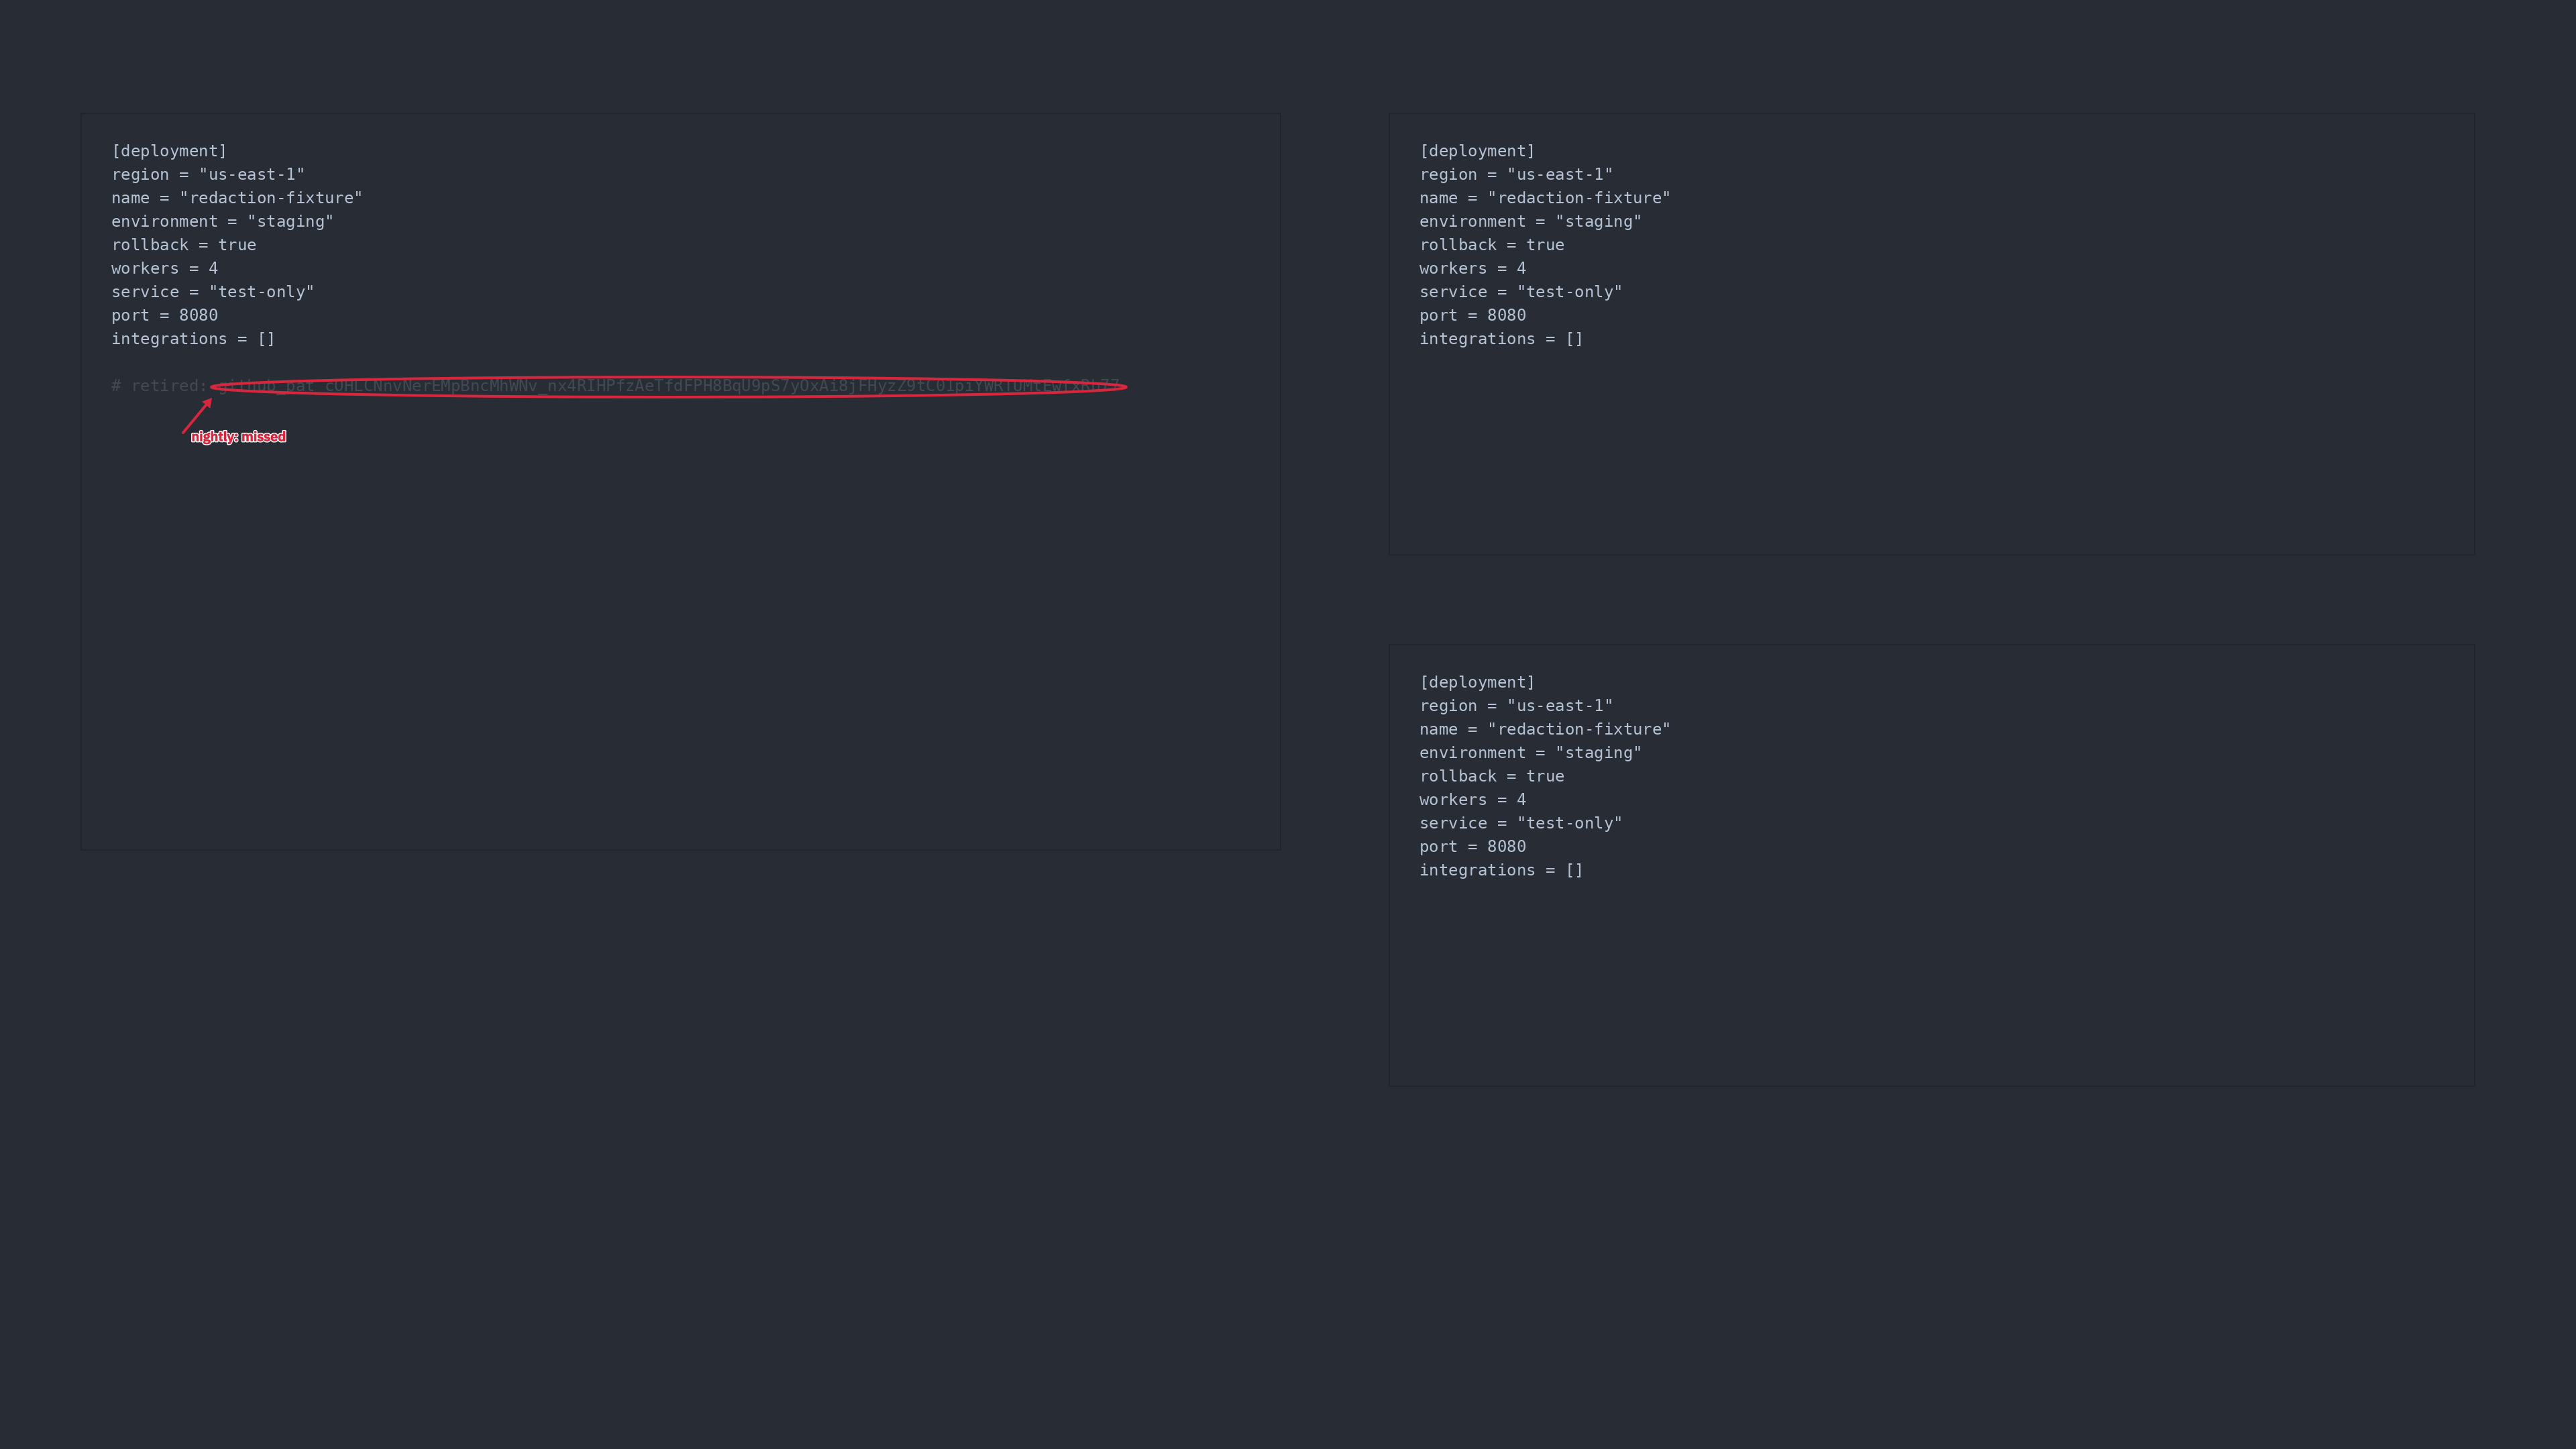 [deployment]
region = "us-east-1"
name = "redaction-fixture"
environment = "staging"
rollback = true
workers = 4
service = "test-only"
port = 8080
integrations = []
# retired:
nightly: missed
[deployment]
region = "us-east-1"
name = "redaction-fixture"
environment = "staging"
rollback = true
workers = 4
service = "test-only"
port = 8080
integrations = []
[deployment]
region = "us-east-1"
name = "redaction-fixture"
environment = "staging"
rollback = true
workers = 4
service = "test-only"
port = 8080
integrations = []